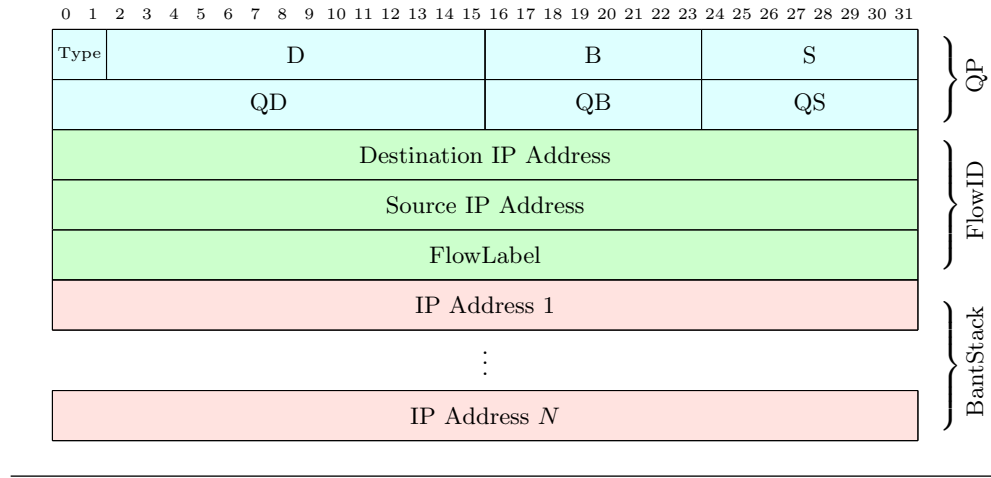 0 1 2 3 4 5 6 7 8 9 10 11 12 13 14 15 16 17 18 19 20 21 22 23 24 25 26 27 28 29 30 31
Type D B S
QP
QD QB QS
Destination IP Address
Source IP Address
FlowID
FlowLabel
IP Address 1
⋮
BantStack
IP Address N